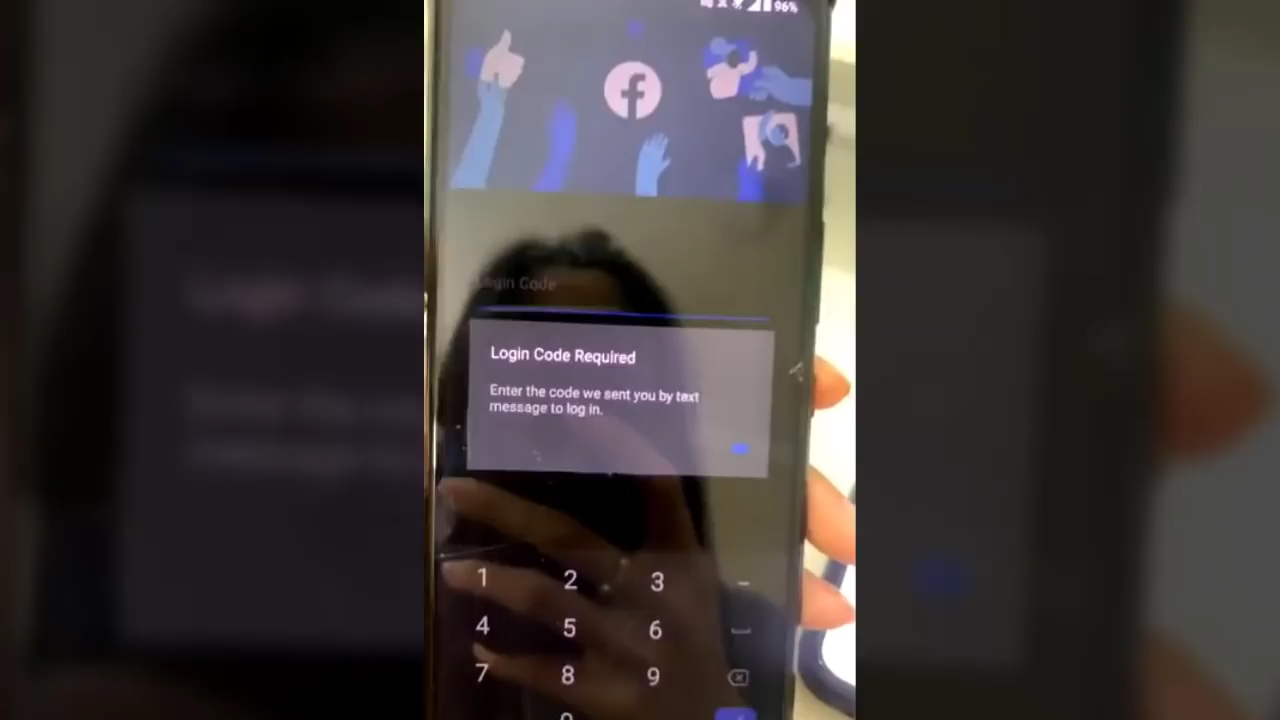 96%
f
Login Code
Login Code Required
Enter the code we sent you by text
message to log in.
1 2 3 -
4 5 6
7 8 9